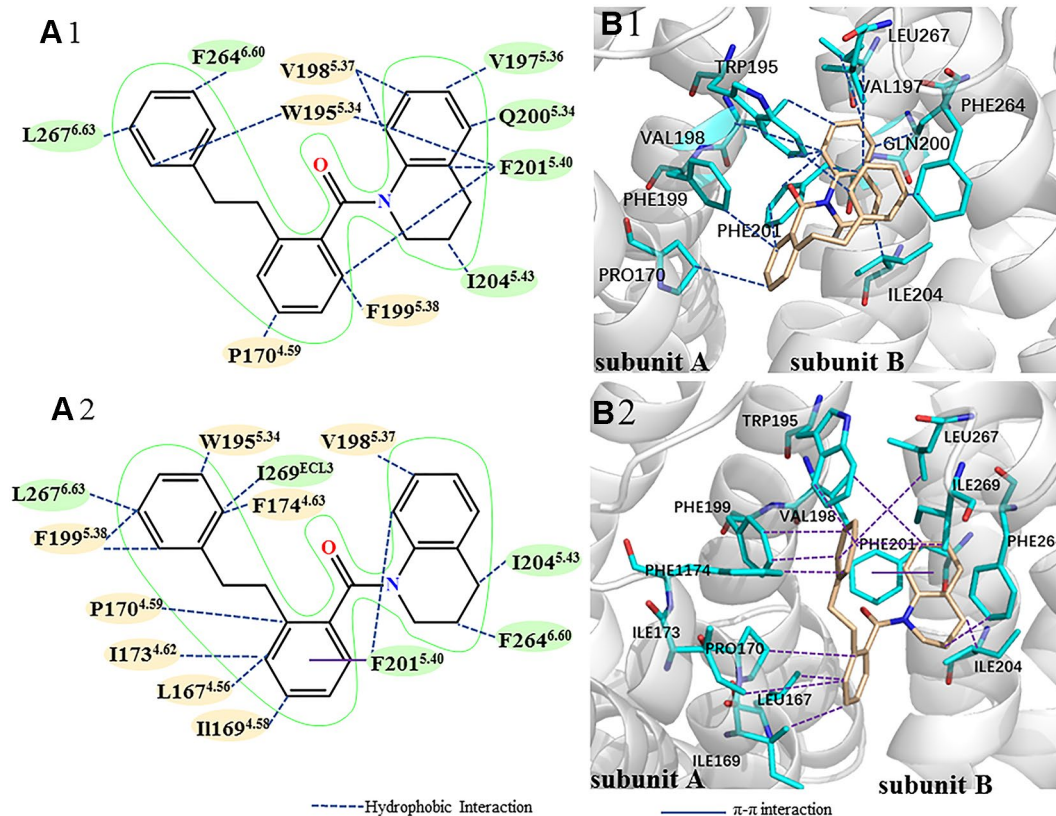 A 1
F264^6.60
V198^5.37
V197^5.36
W195^5.34
Q200^5.34
L267^6.63
F201^5.40
O
N
I204^5.43
F199^5.38
P170^4.59
B1
LEU267
TRP195
VAL197
PHE264
GLN200
VAL198
PHE199
PHE201
PRO170
ILE204
subunit A
subunit B
A 2
W195^5.34
V198^5.37
I269^ECL3
L267^6.63
F174^4.63
F199^5.38
O
N
I204^5.43
P170^4.59
F264^6.60
I173^4.62
F201^5.40
L167^4.56
Il169^4.58
B2
TRP195
LEU267
ILE269
PHE199
VAL198
PHE201
PHE26
PHE1174
ILE173
PRO170
ILE204
LEU167
ILE169
subunit A
subunit B
Hydrophobic Interaction
π-π interaction